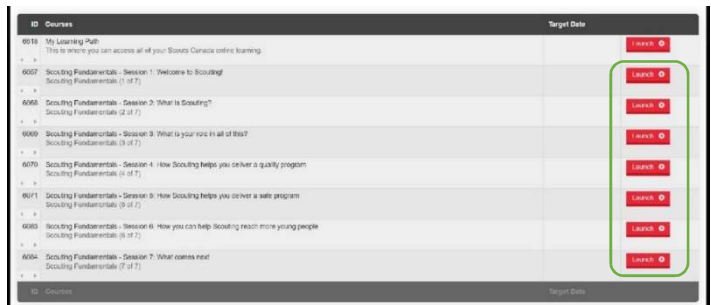 ID Courses Target Date
6618 My Learning Path Launch
This is where you can access all of your Scouts Canada online learning.
6067 Scouting Fundamentals - Session 1: Welcome to Scouting! Launch
Scouting Fundamentals (1 of 7)
6068 Scouting Fundamentals - Session 2: What is Scouting? Launch
Scouting Fundamentals (2 of 7)
6069 Scouting Fundamentals - Session 3: What is your role in all of this? Launch
Scouting Fundamentals (3 of 7)
6070 Scouting Fundamentals - Session 4: How Scouting helps you deliver a quality program Launch
Scouting Fundamentals (4 of 7)
6071 Scouting Fundamentals - Session 5: How Scouting helps you deliver a safe program Launch
Scouting Fundamentals (5 of 7)
6083 Scouting Fundamentals - Session 6: How you can help Scouting reach more young people Launch
Scouting Fundamentals (6 of 7)
6084 Scouting Fundamentals - Session 7: What comes next Launch
Scouting Fundamentals (7 of 7)
ID Courses Target Date